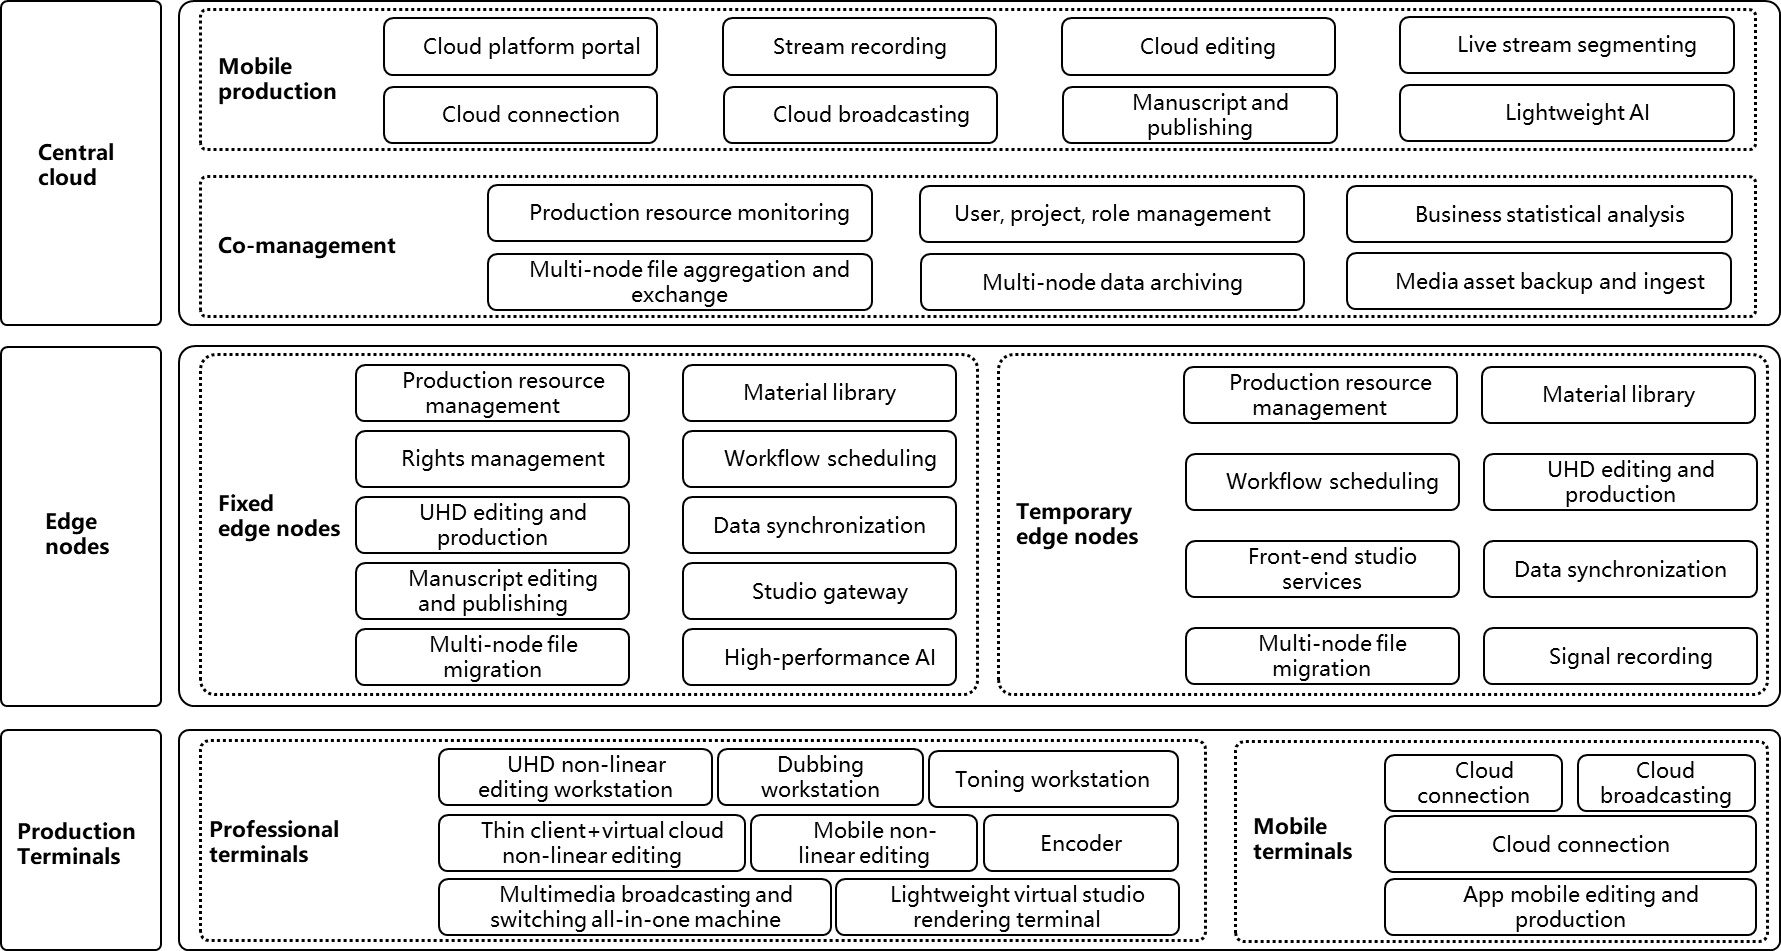 Central
cloud
Mobile
production
Cloud platform portal
Stream recording
Cloud editing
Live stream segmenting
Cloud connection
Cloud broadcasting
Manuscript and
publishing
Lightweight AI
Co-management
Production resource monitoring
User, project, role management
Business statistical analysis
Multi-node file aggregation and
exchange
Multi-node data archiving
Media asset backup and ingest
Edge
nodes
Fixed
edge nodes
Production resource
management
Material library
Rights management
Workflow scheduling
UHD editing and
production
Data synchronization
Manuscript editing
and publishing
Studio gateway
Multi-node file
migration
High-performance AI
Temporary
edge nodes
Production resource
management
Material library
Workflow scheduling
UHD editing and
production
Front-end studio
services
Data synchronization
Multi-node file
migration
Signal recording
Production
Terminals
Professional
terminals
UHD non-linear
editing workstation
Dubbing
workstation
Toning workstation
Thin client+virtual cloud
non-linear editing
Mobile non-
linear editing
Encoder
Multimedia broadcasting and
switching all-in-one machine
Lightweight virtual studio
rendering terminal
Mobile
terminals
Cloud
connection
Cloud
broadcasting
Cloud connection
App mobile editing and
production